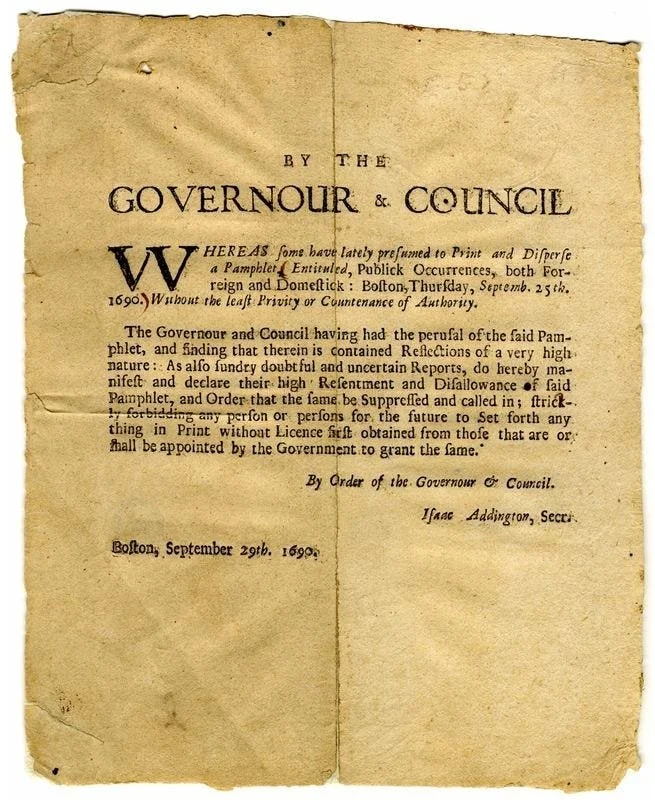 BY THE
GOVERNOUR & COUNCIL
WHEREAS ſome have lately preſumed to Print and Diſperſe
a Pamphlet, Entituled, Publick Occurrences, both For-
reign and Domeſtick : Boſton, Thurſday, Septemb. 25th.
1690. Without the leaſt Privity or Countenance of Authority.
The Governour and Council having had the peruſal of the ſaid Pam-
phlet, and finding that therein is contained Reflections of a very high
nature : As alſo ſundry doubtful and uncertain Reports, do hereby ma-
nifeſt and declare their high Reſentment and Diſallowance of ſaid
Pamphlet, and Order that the ſame be Suppreſſed and called in ; ſtrict-
ly forbidding any perſon or perſons for the future to Set forth any
thing in Print without Licence firſt obtained from thoſe that are or
ſhall be appointed by the Government to grant the ſame.
By Order of the Governour & Council.
Iſaac Addington, Secr.
Boſton, September 29th. 1690.